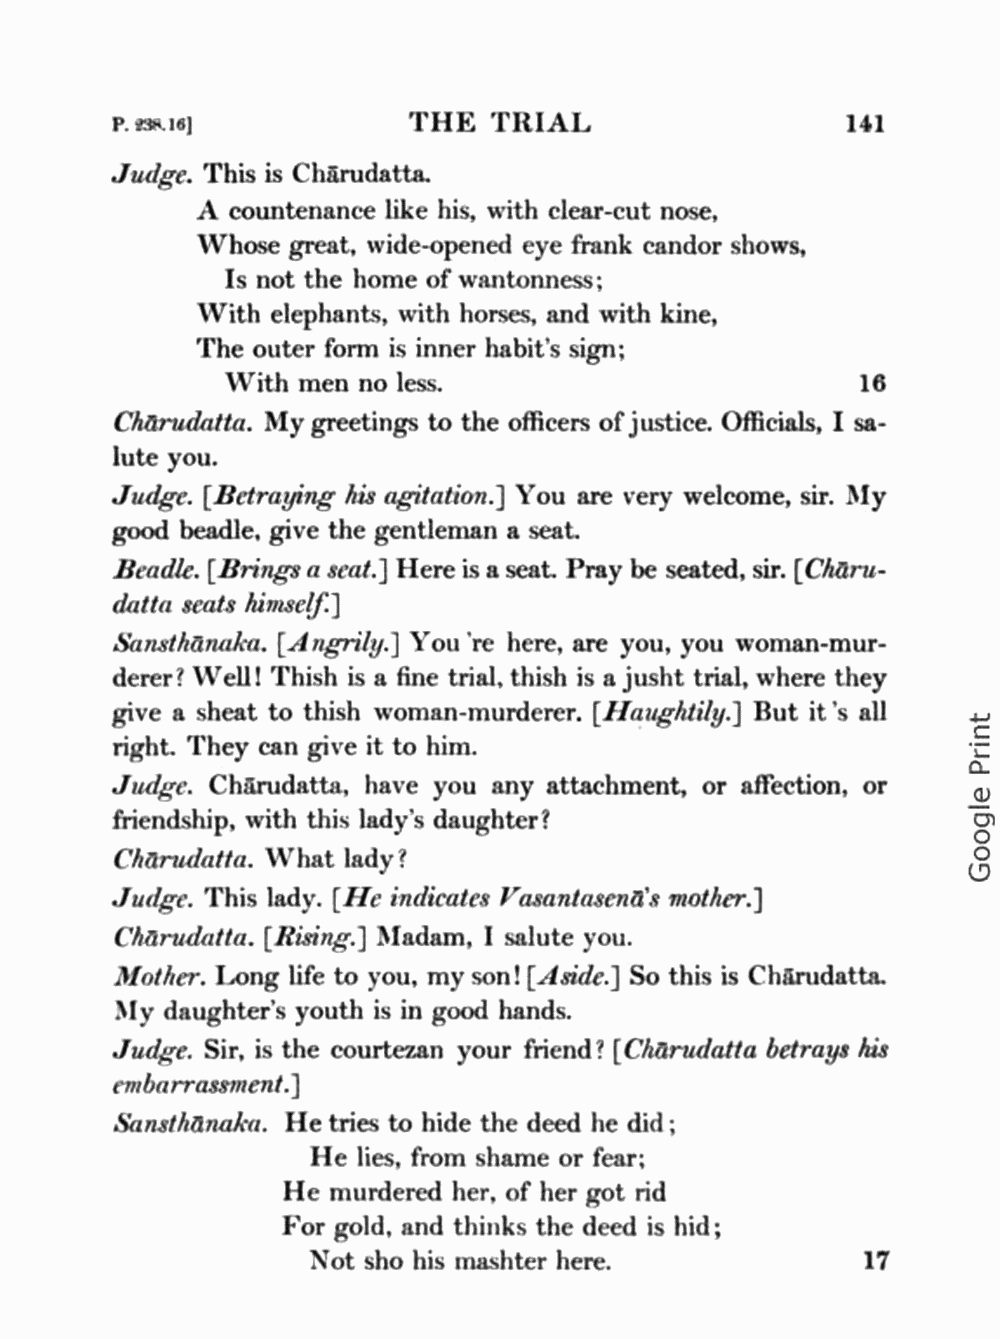 P. 238.16] THE TRIAL 141
Judge. This is Chārudatta.
A countenance like his, with clear-cut nose,
Whose great, wide-opened eye frank candor shows,
Is not the home of wantonness;
With elephants, with horses, and with kine,
The outer form is inner habit's sign;
With men no less. 16
Chārudatta. My greetings to the officers of justice. Officials, I sa-
lute you.
Judge. [Betraying his agitation.] You are very welcome, sir. My
good beadle, give the gentleman a seat.
Beadle. [Brings a seat.] Here is a seat. Pray be seated, sir. [Chāru-
datta seats himself.]
Sansthānaka. [Angrily.] You 're here, are you, you woman-mur-
derer? Well! Thish is a fine trial, thish is a jusht trial, where they
give a sheat to thish woman-murderer. [Haughtily.] But it 's all
right. They can give it to him.
Judge. Chārudatta, have you any attachment, or affection, or
friendship, with this lady's daughter?
Chārudatta. What lady?
Judge. This lady. [He indicates Vasantasenā's mother.]
Chārudatta. [Rising.] Madam, I salute you.
Mother. Long life to you, my son! [Aside.] So this is Chārudatta.
My daughter's youth is in good hands.
Judge. Sir, is the courtezan your friend? [Chārudatta betrays his
embarrassment.]
Sansthānaka. He tries to hide the deed he did;
He lies, from shame or fear;
He murdered her, of her got rid
For gold, and thinks the deed is hid;
Not sho his mashter here. 17
Google Print